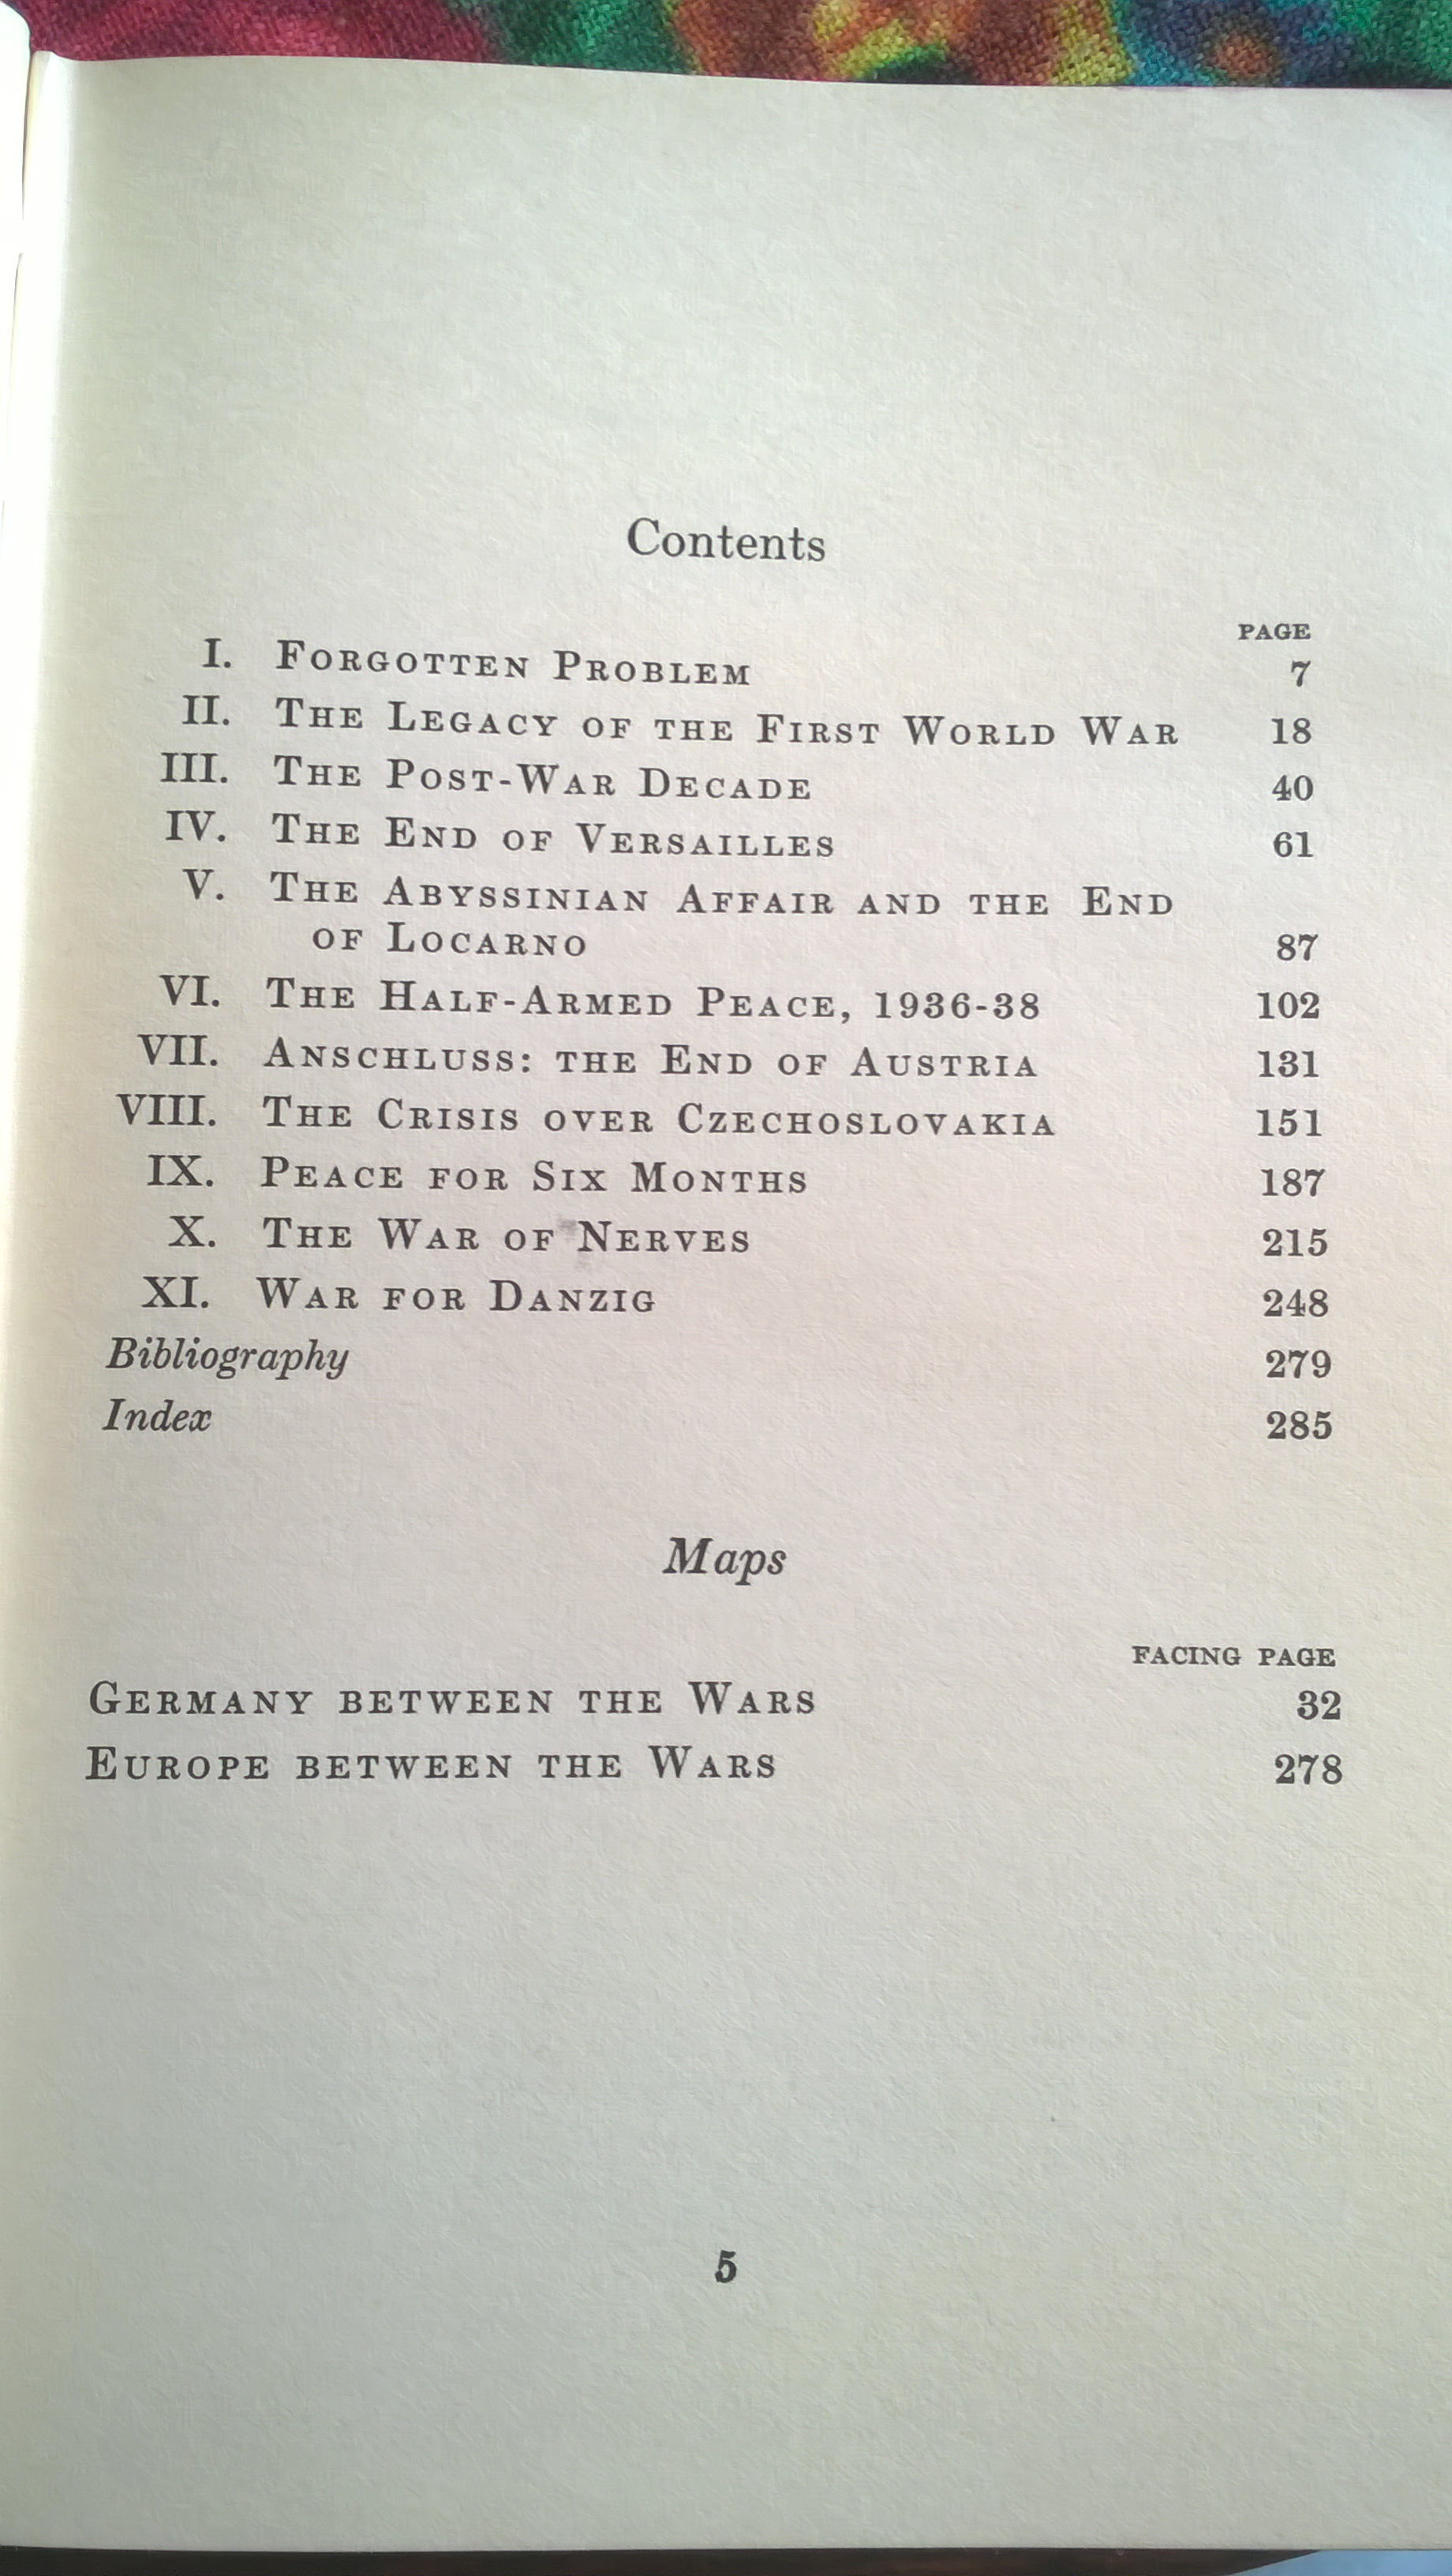 Contents
PAGE
I. FORGOTTEN PROBLEM 7
II. THE LEGACY OF THE FIRST WORLD WAR 18
III. THE POST-WAR DECADE 40
IV. THE END OF VERSAILLES 61
V. THE ABYSSINIAN AFFAIR AND THE END
OF LOCARNO 87
VI. THE HALF-ARMED PEACE, 1936-38 102
VII. ANSCHLUSS: THE END OF AUSTRIA 131
VIII. THE CRISIS OVER CZECHOSLOVAKIA 151
IX. PEACE FOR SIX MONTHS 187
X. THE WAR OF NERVES 215
XI. WAR FOR DANZIG 248
Bibliography 279
Index 285
Maps
FACING PAGE
GERMANY BETWEEN THE WARS 32
EUROPE BETWEEN THE WARS 278
5